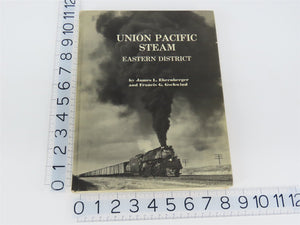 UNION PACIFIC
STEAM
EASTERN DISTRICT
by James L. Ehernberger
and Francis G. Gschwind
12
11
10
9
8
7
6
5
4
3
2
1
0 1 2 3 4 5 6 7 8 9 10 11 12